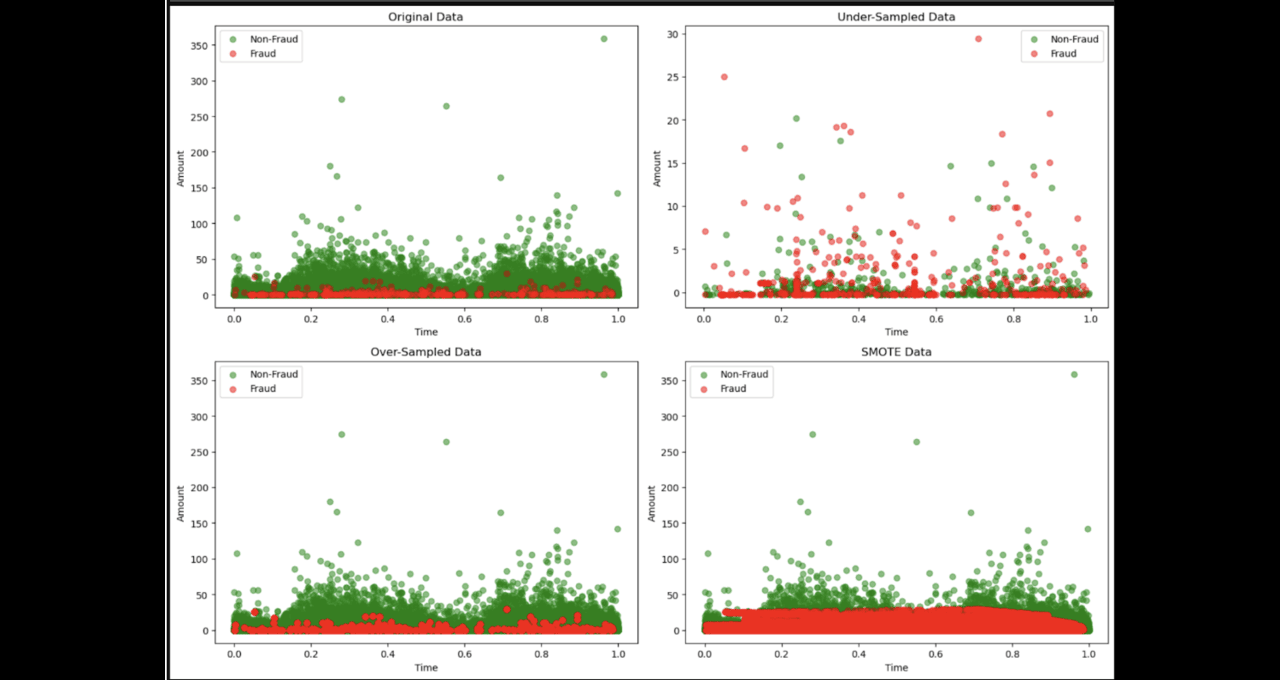 Original Data
Non-Fraud
Fraud
350
300
250
200
150
100
50
0
Amount
0.0 0.2 0.4 0.6 0.8 1.0
Time
Under-Sampled Data
Non-Fraud
Fraud
30
25
20
15
10
5
0
Amount
0.0 0.2 0.4 0.6 0.8 1.0
Time
Over-Sampled Data
Non-Fraud
Fraud
350
300
250
200
150
100
50
0
Amount
0.0 0.2 0.4 0.6 0.8 1.0
Time
SMOTE Data
Non-Fraud
Fraud
350
300
250
200
150
100
50
0
Amount
0.0 0.2 0.4 0.6 0.8 1.0
Time